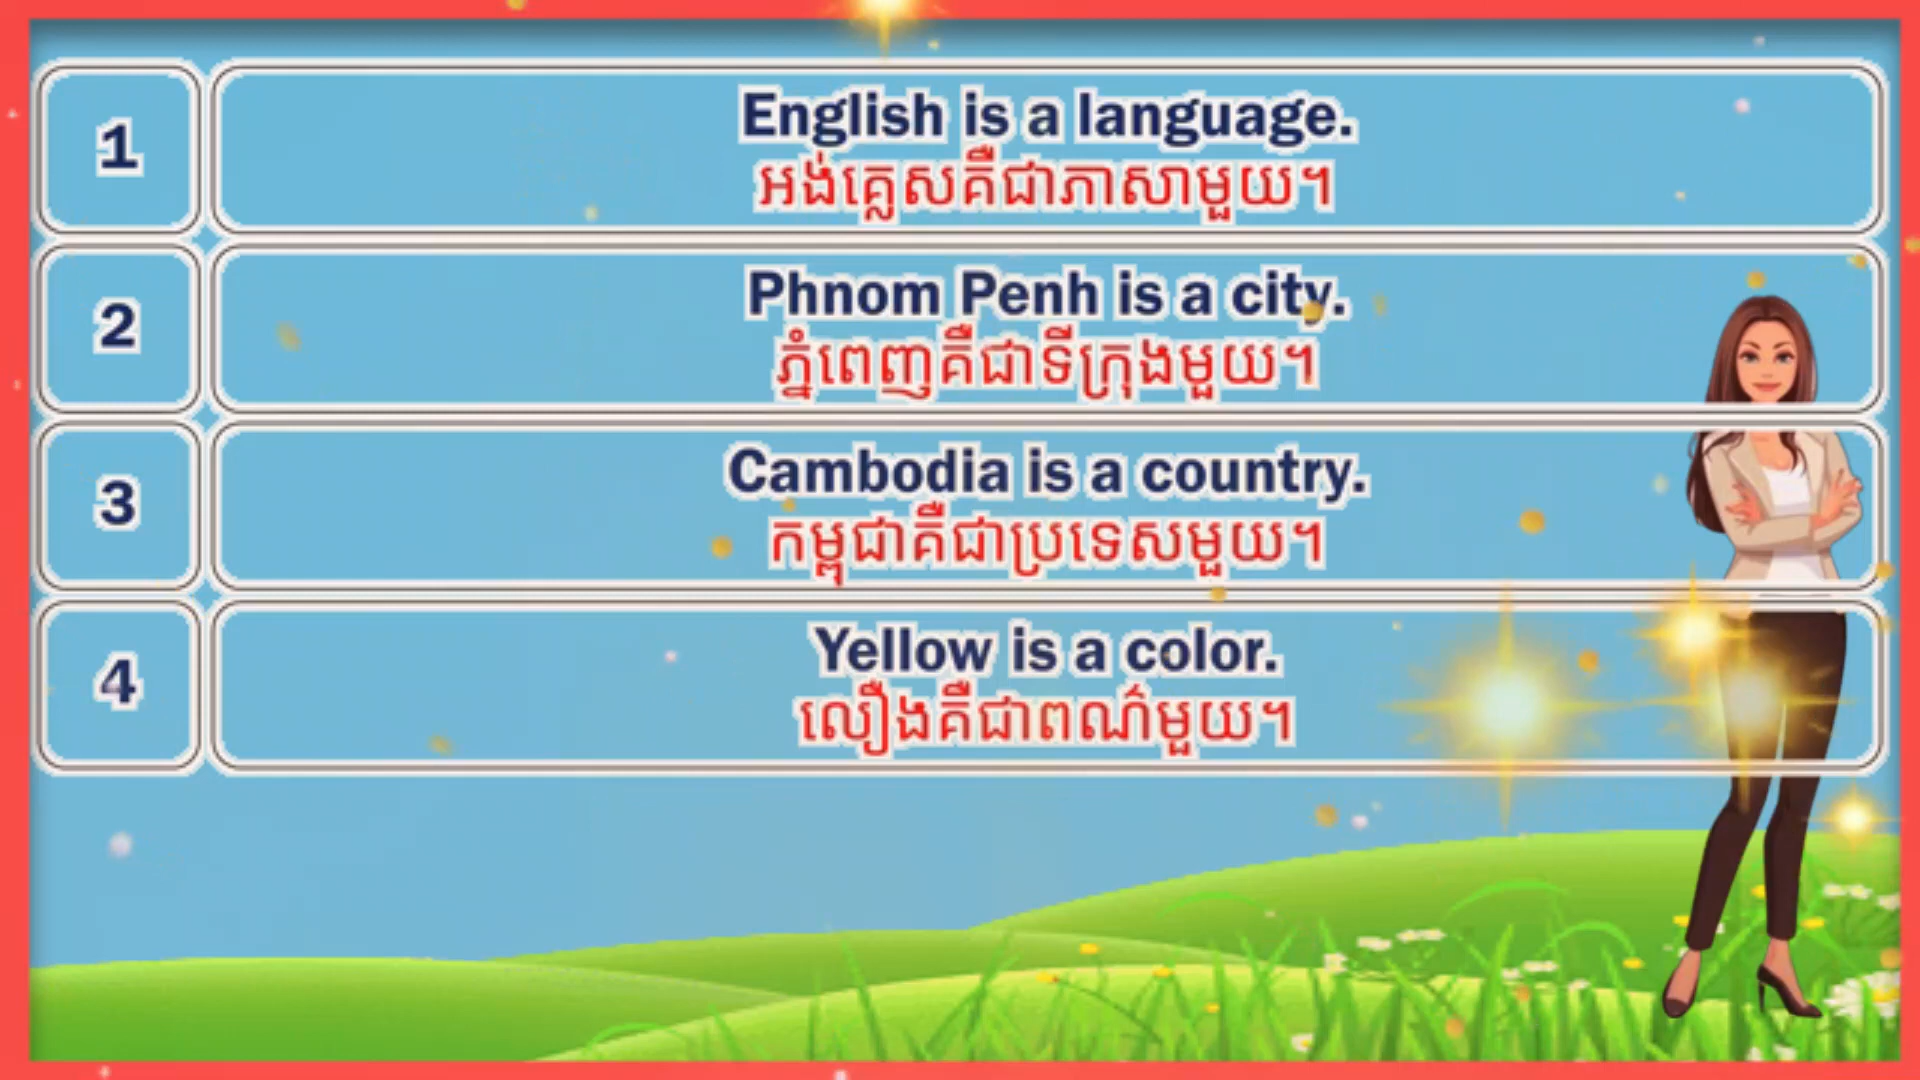 1
English is a language.
អង់គ្លេសគឺជាភាសាមួយ។
2
Phnom Penh is a city.
ភ្នំពេញគឺជាទីក្រុងមួយ។
3
Cambodia is a country.
កម្ពុជាគឺជាប្រទេសមួយ។
4
Yellow is a color.
លឿងគឺជាពណ៌មួយ។